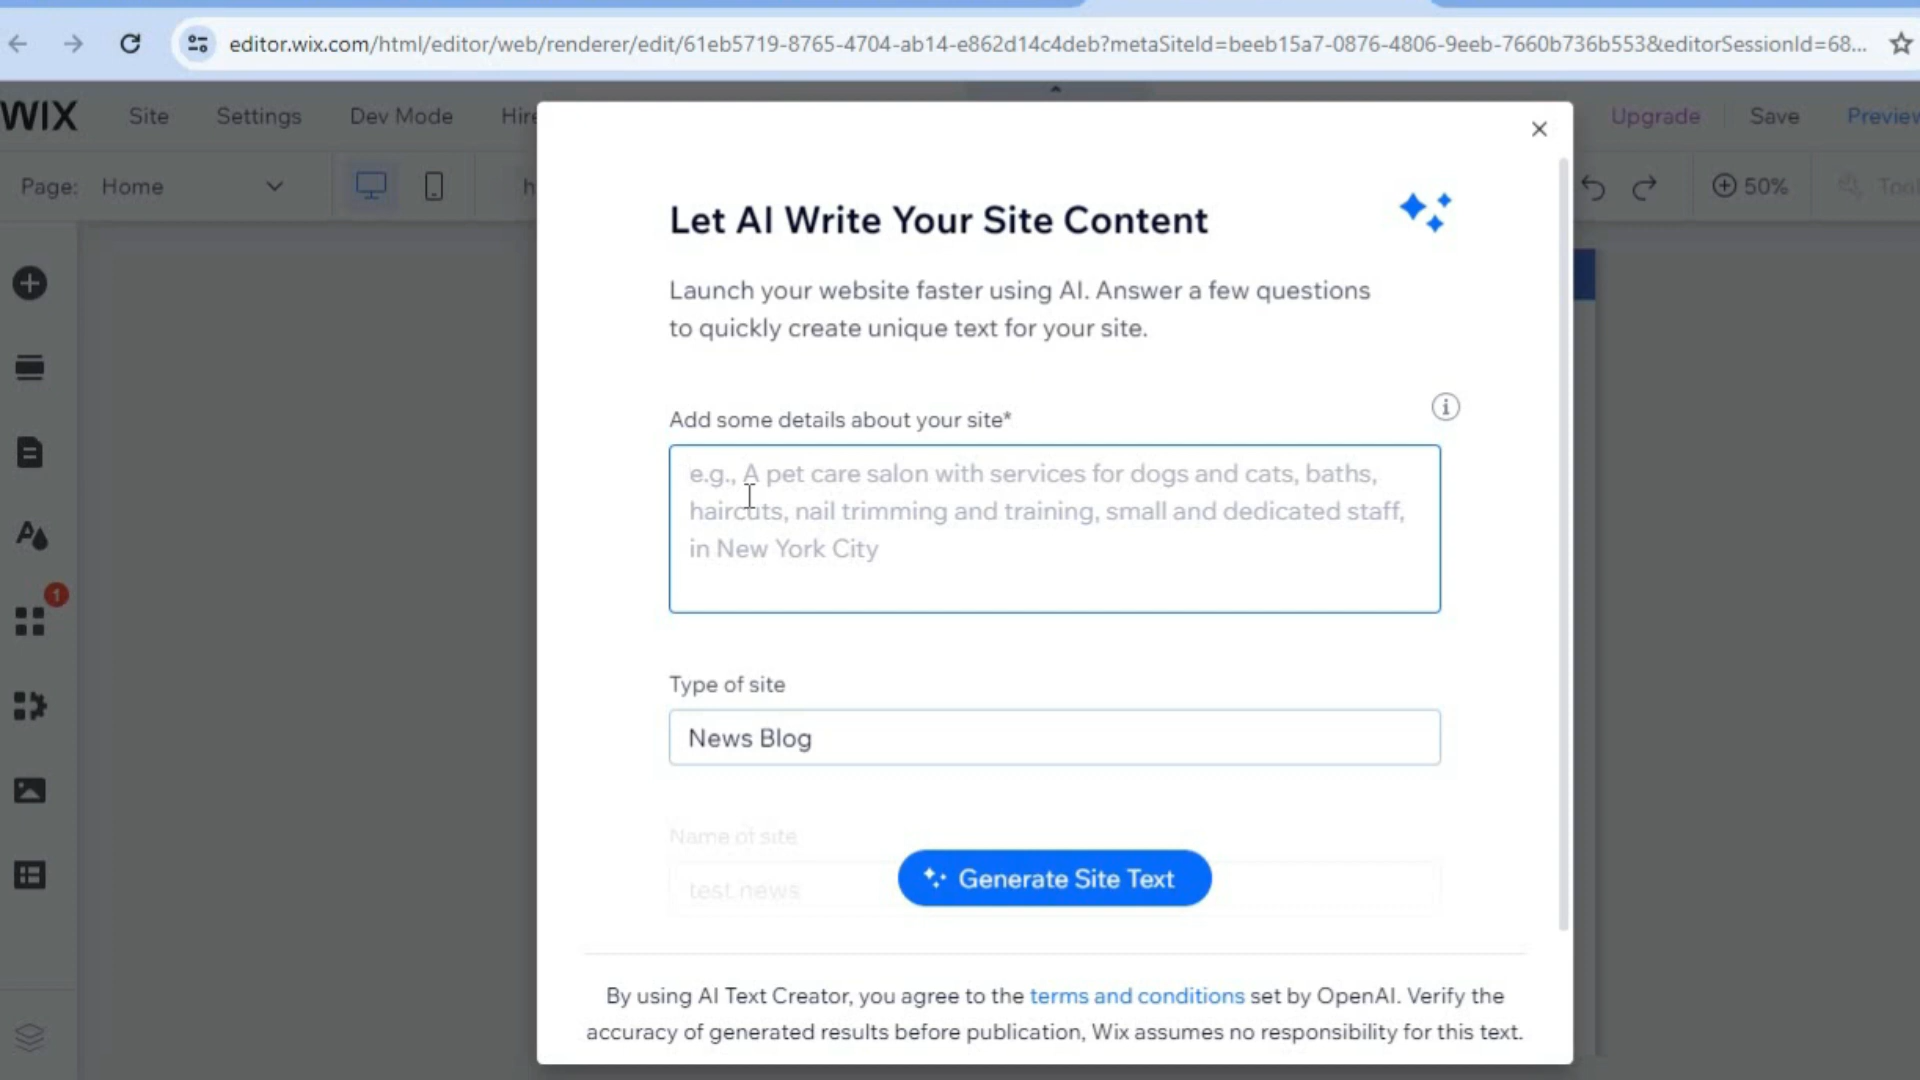 editor.wix.com/html/editor/web/renderer/edit/61eb5719-8765-4704-ab14-e862d14c4deb?metaSiteId=beeb15a7-0876-4806-9eeb-7660b736b553&editorSessionId=68...
WIX Site Settings Dev Mode Hire Upgrade Save Preview
Page: Home h 50% Tool
Let AI Write Your Site Content
Launch your website faster using AI. Answer a few questions
to quickly create unique text for your site.
Add some details about your site*
e.g., A pet care salon with services for dogs and cats, baths,
haircuts, nail trimming and training, small and dedicated staff,
in New York City
1
Type of site
News Blog
Name of site
test news
Generate Site Text
By using AI Text Creator, you agree to the terms and conditions set by OpenAI. Verify the
accuracy of generated results before publication, Wix assumes no responsibility for this text.